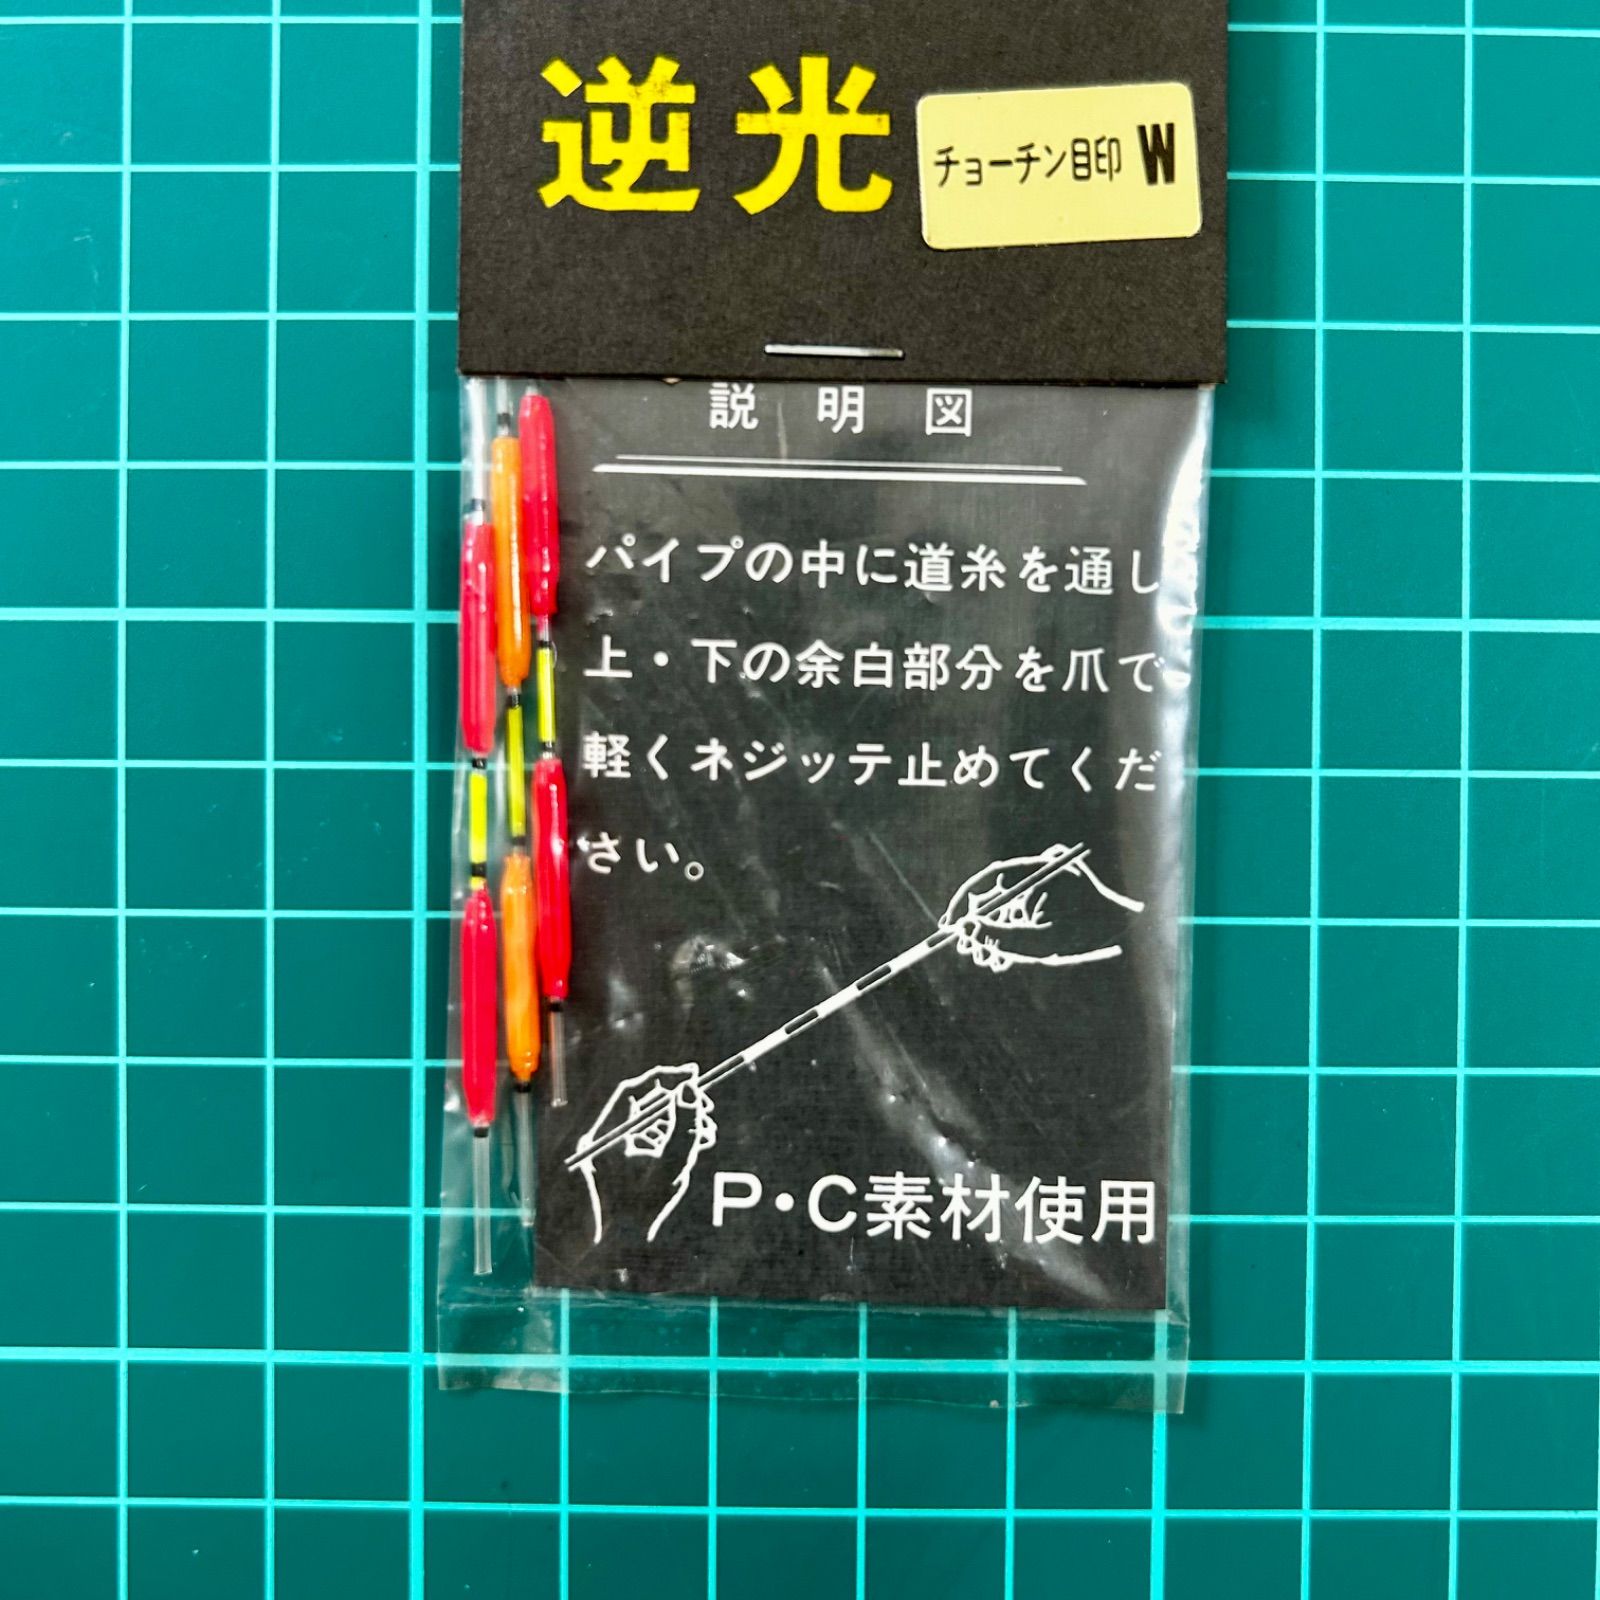 逆光
チョーチン目印 W
説明図
パイプの中に道糸を通し
上・下の余白部分を爪で
軽くネジッテ止めてくだ
さい。
P・C素材使用